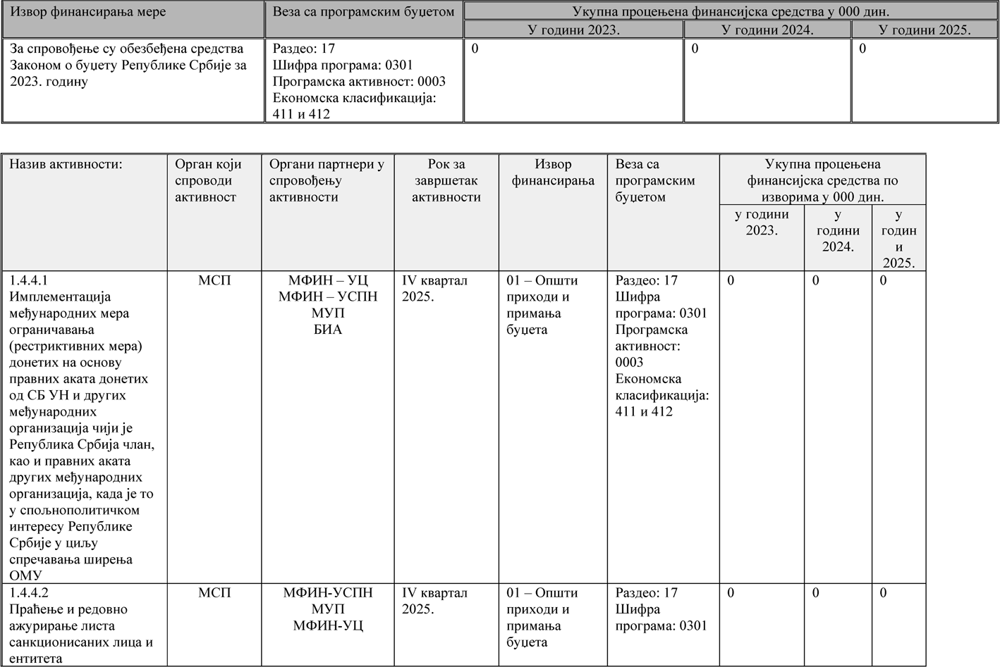 Извор финансирања мере
Веза са програмским буџетом
Укупна процењена финансијска средства у 000 дин.
У години 2023.
У години 2024.
У години 2025.
За спровођење су обезбеђена средства
Законом о буџету Републике Србије за
2023. годину
Раздео: 17
Шифра програма: 0301
Програмска активност: 0003
Економска класификација:
411 и 412
0
0
0
Назив активности:
Орган који
спроводи
активност
Органи партнери у
спровођењу
активности
Рок за
завршетак
активности
Извор
финансирања
Веза са
програмским
буџетом
Укупна процењена
финансијска средства по
изворима у 000 дин.
у години
2023.
у
години
2024.
у
годин
и
2025.
1.4.4.1
Имплементација
међународних мера
ограничавања
(рестриктивних мера)
донетих на основу
правних аката донетих
од СБ УН и других
међународних
организација чији је
Република Србија члан,
као и правних аката
других међународних
организација, када је то
у спољнополитичком
интересу Републике
Србије у циљу
спречавања ширења
ОМУ
МСП
МФИН – УЦ
МФИН – УСПН
МУП
БИА
IV квартал
2025.
01 – Општи
приходи и
примања
буџета
Раздео: 17
Шифра
програма: 0301
Програмска
активност:
0003
Економска
класификација:
411 и 412
0
0
0
1.4.4.2
Праћење и редовно
ажурирање листа
санкционисаних лица и
ентитета
МСП
МФИН-УСПН
МУП
МФИН-УЦ
IV квартал
2025.
01 – Општи
приходи и
примања
буџета
Раздео: 17
Шифра
програма: 0301
0
0
0